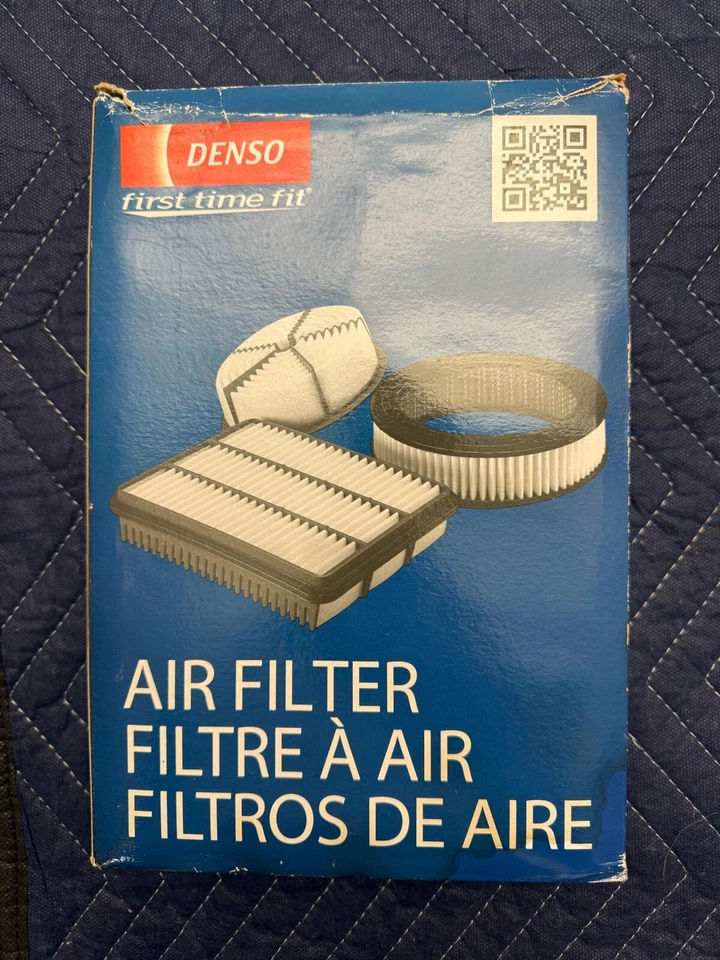 DENSO
first time fit®
AIR FILTER
FILTRE À AIR
FILTROS DE AIRE